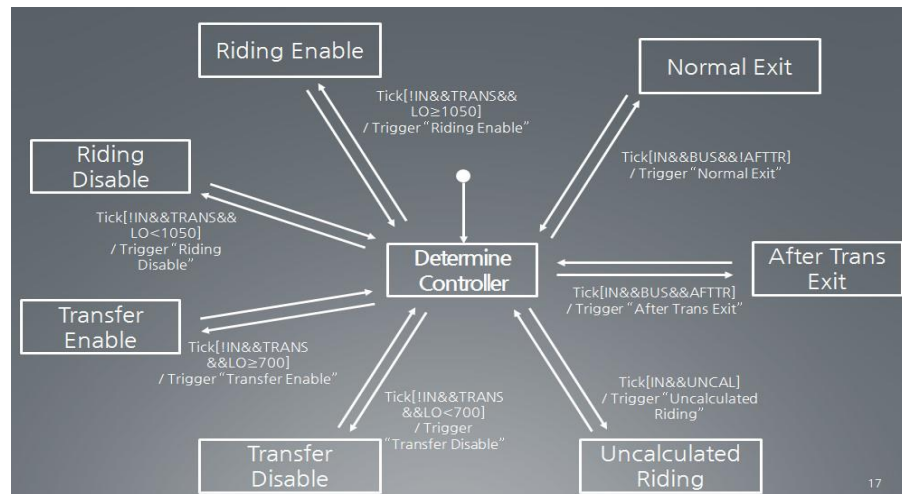 Riding Enable
Normal Exit
Tick[!IN&&TRANS&&
LO≥1050]
/ Trigger "Riding Enable"
Riding
Disable
Tick[IN&&BUS&&!AFTTR]
/ Trigger "Normal Exit"
Tick[!IN&&TRANS&&
LO<1050]
/ Trigger "Riding
Disable"
Determine
Controller
After Trans
Exit
Tick[IN&&BUS&&AFTTR]
/ Trigger "After Trans Exit"
Transfer
Enable
Tick[!IN&&TRANS
&&LO≥700]
/ Trigger "Transfer Enable"
Tick[!IN&&TRANS
&&LO<700]
/ Trigger
"Transfer Disable"
Tick[IN&&UNCAL]
/ Trigger "Uncalculated
Riding"
Transfer
Disable
Uncalculated
Riding
17